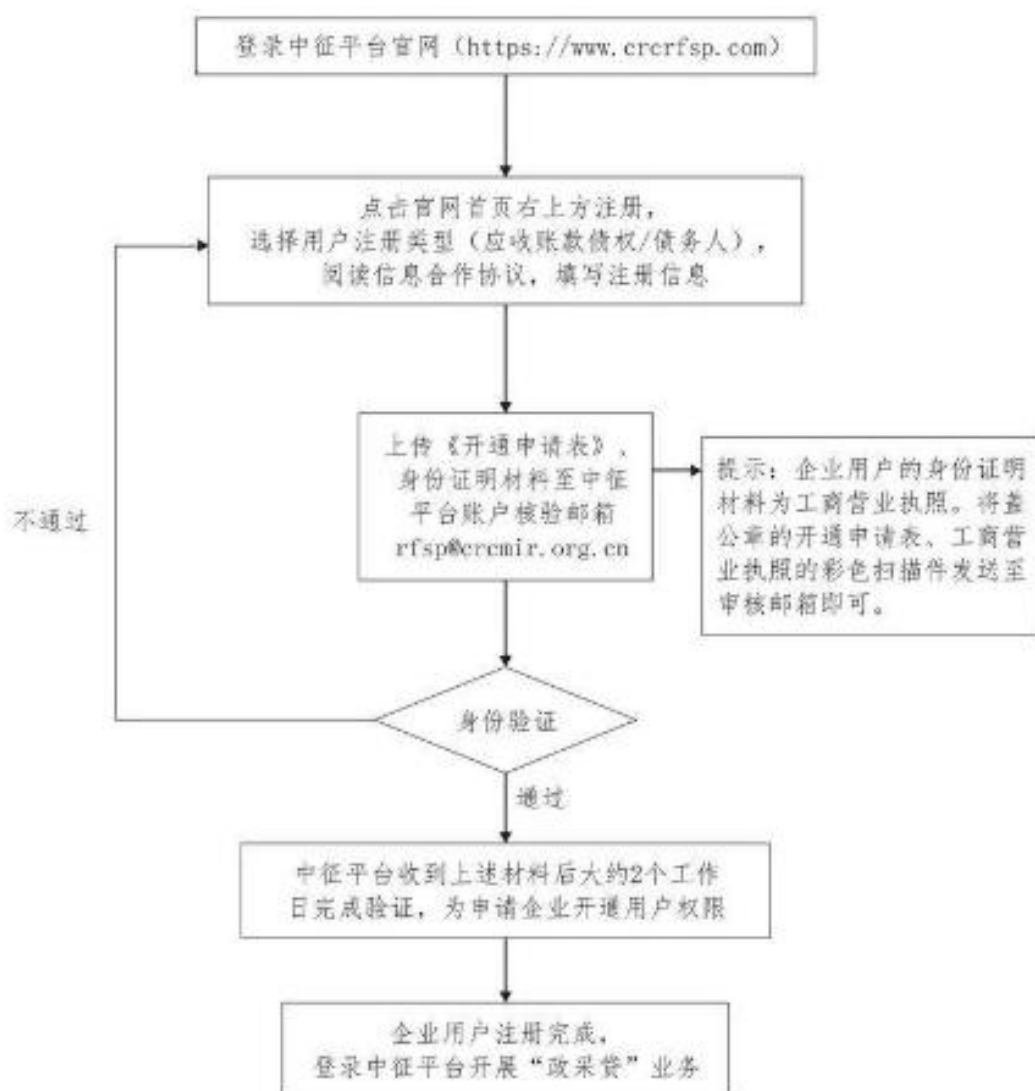 登录中征平台官网（https://www.crcrfsp.com）
点击官网首页右上方注册，
选择用户注册类型（应收账款债权/债务人），
阅读信息合作协议，填写注册信息
上传《开通申请表》、
身份证明材料至中征
平台账户核验邮箱
rfsp@crcmir.org.cn
提示：企业用户的身份证明
材料为工商营业执照。将盖
公章的开通申请表、工商营
业执照的彩色扫描件发送至
审核邮箱即可。
不通过
身份验证
通过
中征平台收到上述材料后大约2个工作
日完成验证，为申请企业开通用户权限
企业用户注册完成，
登录中征平台开展“政采贷”业务